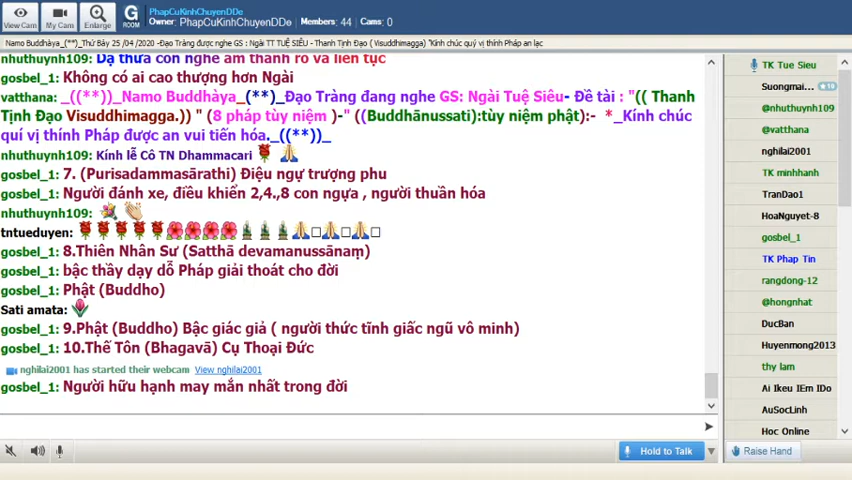 PhapCuKinhChuyenDDe
Owner: PhapCuKinhChuyenDDe Members: 44 Cams: 0
View Cam My Cam Enlarge G ROOM
Namo Buddhàya_(**)_Thứ Bảy 25 /04 /2020 -Đạo Tràng được nghe GS : Ngài TT TUỆ SIÊU - Thanh Tịnh Đạo ( Visuddhimagga) "Kính chúc quý vị thính Pháp an lạc
nhuthuynh109: Dạ thưa con nghe âm thanh rõ và liên tục
gosbel_1: Không có ai cao thượng hơn Ngài
vatthana: _((**))_Namo Buddhàya_(**)_Đạo Tràng đang nghe GS: Ngài Tuệ Siêu- Đề tài : "(( Thanh
Tịnh Đạo Visuddhimagga.)) " (8 pháp tùy niệm )-" ((Buddhānussati):tùy niệm phật):- *_Kính chúc
quí vị thính Pháp được an vui tiến hóa._((**))_
nhuthuynh109: Kính lễ Cô TN Dhammacari
gosbel_1: 7. (Purisadammasārathi) Điệu ngự trượng phu
gosbel_1: Người đánh xe, điều khiển 2,4.,8 con ngựa , người thuần hóa
nhuthuynh109:
tntueduyen:
gosbel_1: 8.Thiên Nhân Sư (Satthā devamanussānaṃ)
gosbel_1: bậc thầy dạy dỗ Pháp giải thoát cho đời
gosbel_1: Phật (Buddho)
Sati amata:
gosbel_1: 9.Phật (Buddho) Bậc giác giả ( người thức tĩnh giấc ngũ vô minh)
gosbel_1: 10.Thế Tôn (Bhagavā) Cụ Thoại Đức
nghilai2001 has started their webcam View nghilai2001
gosbel_1: Người hữu hạnh may mắn nhất trong đời
Hold to Talk
TK Tue Sieu
Suongmai... ★10
@nhuthuynh109
@vatthana
nghilai2001
TK minhhanh
TranDao1
HoaNguyet-8
gosbel_1
TK Phap Tin
rangdong-12
@hongnhat
DucBan
Huyenmong2013
thy lam
Ai Ikeu IEm IDo
AuSocLinh
Hoc Online
Raise Hand